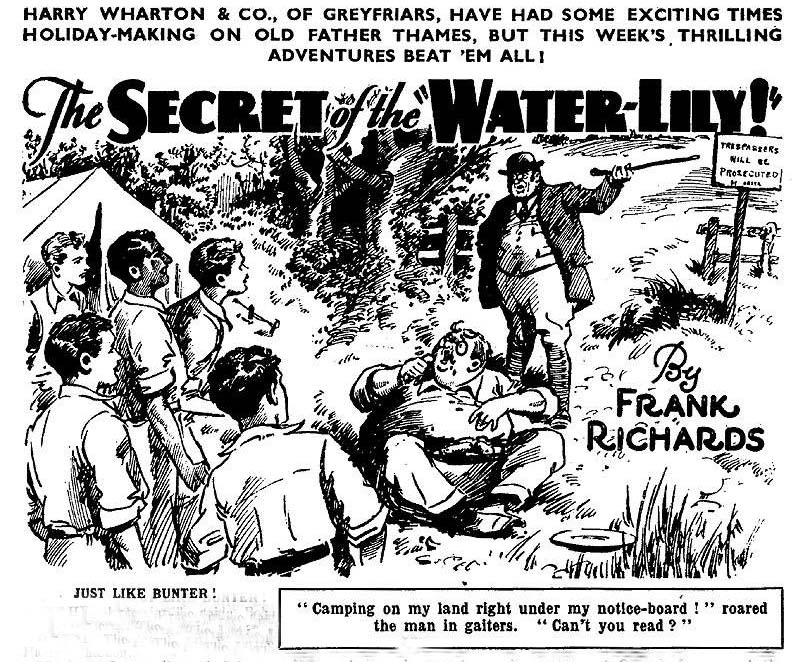 HARRY WHARTON & CO., OF GREYFRIARS, HAVE HAD SOME EXCITING TIMES
HOLIDAY-MAKING ON OLD FATHER THAMES, BUT THIS WEEK'S THRILLING
ADVENTURES BEAT 'EM ALL!
The SECRET of the "WATER-LILY!"
TRESPASSERS
WILL BE
PROSECUTED
By
FRANK
RICHARDS
JUST LIKE BUNTER!
"Camping on my land right under my notice-board!" roared
the man in gaiters. "Can't you read?"